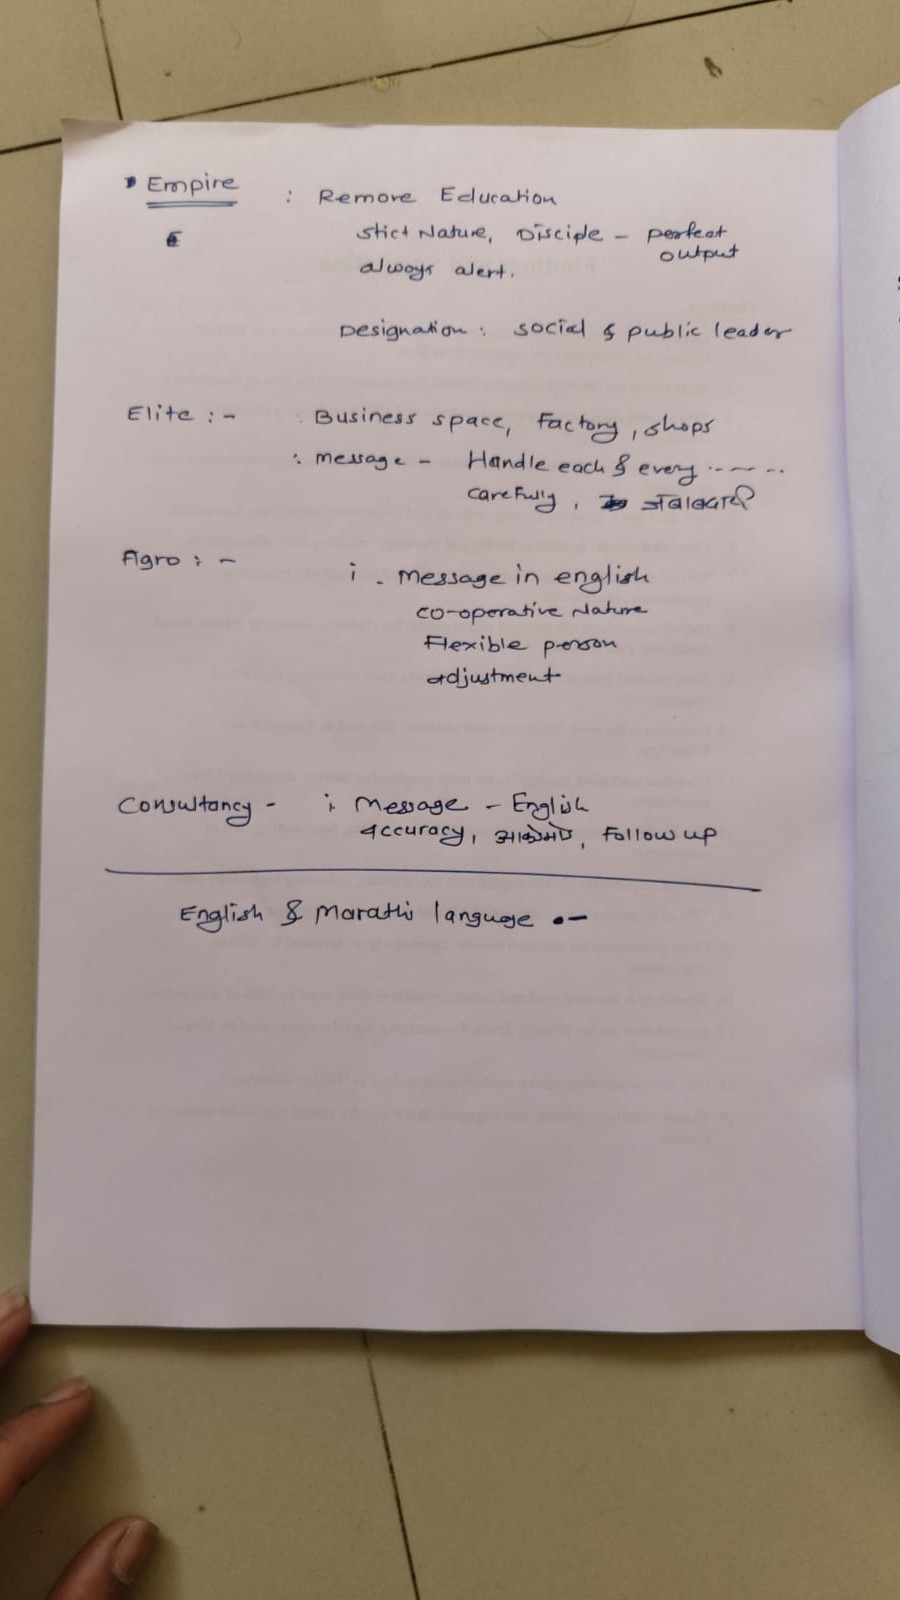 Empire : Remore Education
E
stict Nature, Disciple - perfect
output
always alert.
Designation : social & public leader
Elite : - : Business space, Factory, shops
: message - Handle each & every ........
carefully,
Agro : -
i . message in english
co-operative Nature
Flexible person
adjustment
Consultancy - i. Message - English
accuracy, Follow up
English & Marathi language :-